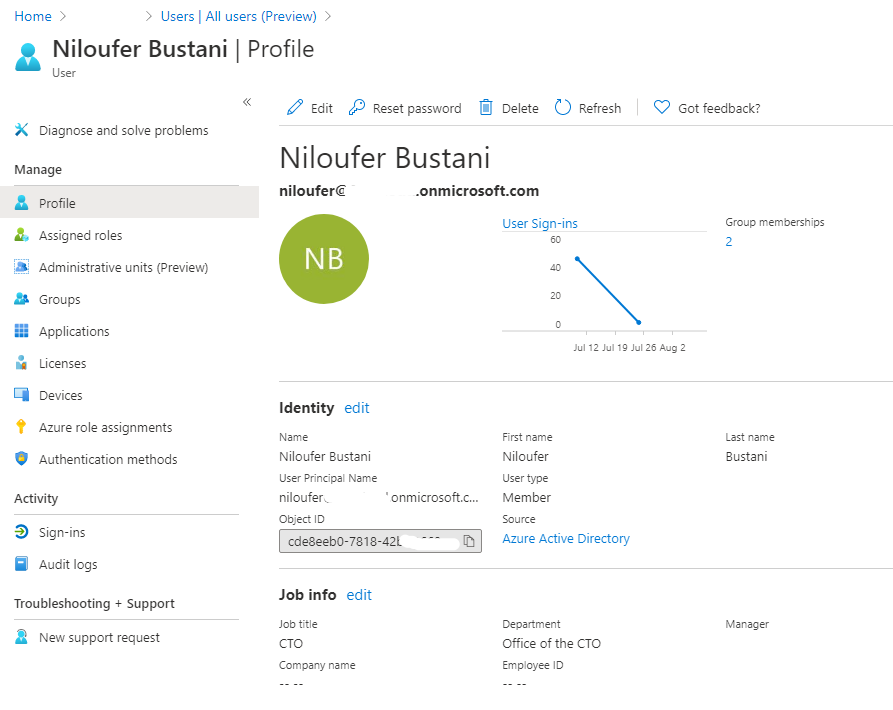 Home > > Users | All users (Preview) >
Niloufer Bustani | Profile
User
«
Diagnose and solve problems
Manage
Profile
Assigned roles
Administrative units (Preview)
Groups
Applications
Licenses
Devices
Azure role assignments
Authentication methods
Activity
Sign-ins
Audit logs
Troubleshooting + Support
New support request
Edit Reset password Delete Refresh Got feedback?
Niloufer Bustani
niloufer@ .onmicrosoft.com
NB
User Sign-ins
60
40
20
0
Jul 12 Jul 19 Jul 26 Aug 2
Group memberships
2
Identity edit
Name First name Last name
Niloufer Bustani Niloufer Bustani
User Principal Name User type
niloufer onmicrosoft.c... Member
Object ID Source
cde8eeb0-7818-42 Azure Active Directory
Job info edit
Job title Department Manager
CTO Office of the CTO
Company name Employee ID